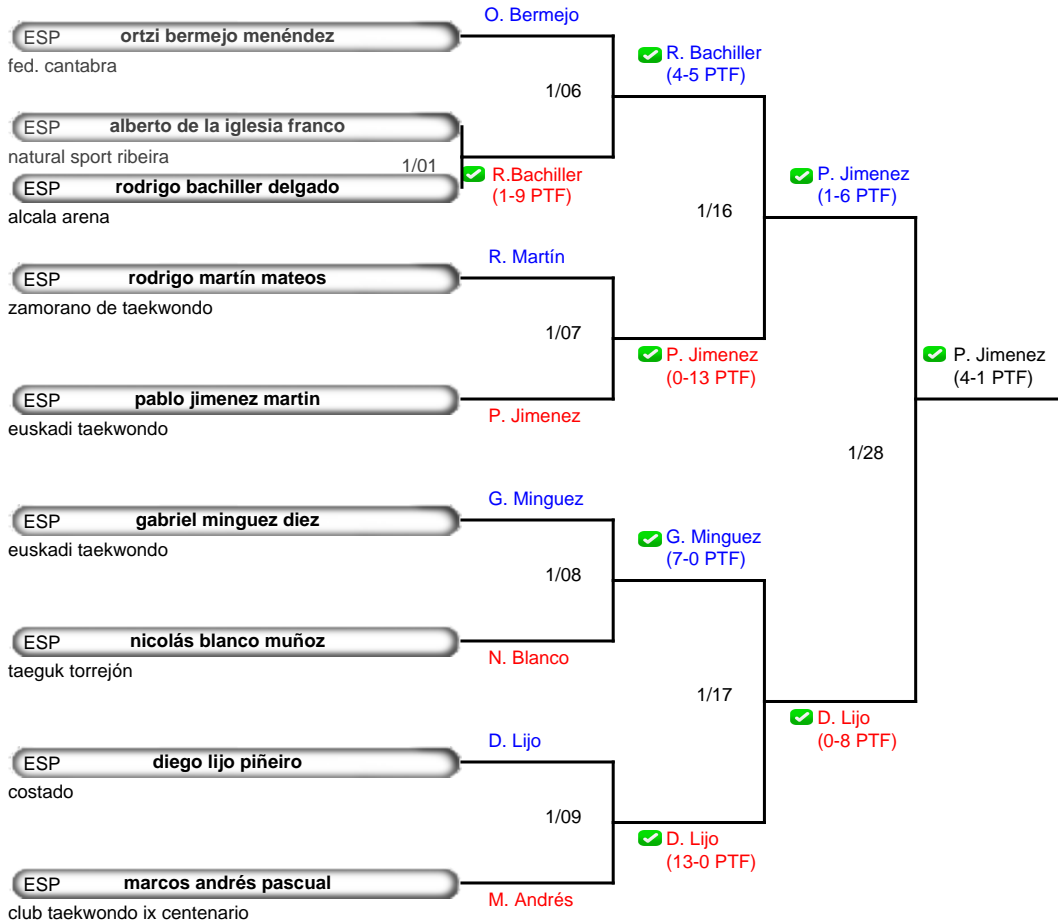 O. Bermejo
ESP ortzi bermejo menéndez
fed. cantabra
R. Bachiller
(4-5 PTF)
1/06
ESP alberto de la iglesia franco
natural sport ribeira
1/01
R.Bachiller
(1-9 PTF)
ESP rodrigo bachiller delgado
alcala arena
P. Jimenez
(1-6 PTF)
1/16
R. Martín
ESP rodrigo martín mateos
zamorano de taekwondo
1/07
P. Jimenez
(0-13 PTF)
P. Jimenez
(4-1 PTF)
ESP pablo jimenez martin
euskadi taekwondo
P. Jimenez
1/28
G. Minguez
ESP gabriel minguez diez
euskadi taekwondo
G. Minguez
(7-0 PTF)
1/08
ESP nicolás blanco muñoz
taeguk torrejón
N. Blanco
1/17
D. Lijo
(0-8 PTF)
D. Lijo
ESP diego lijo piñeiro
costado
1/09
D. Lijo
(13-0 PTF)
ESP marcos andrés pascual
club taekwondo ix centenario
M. Andrés